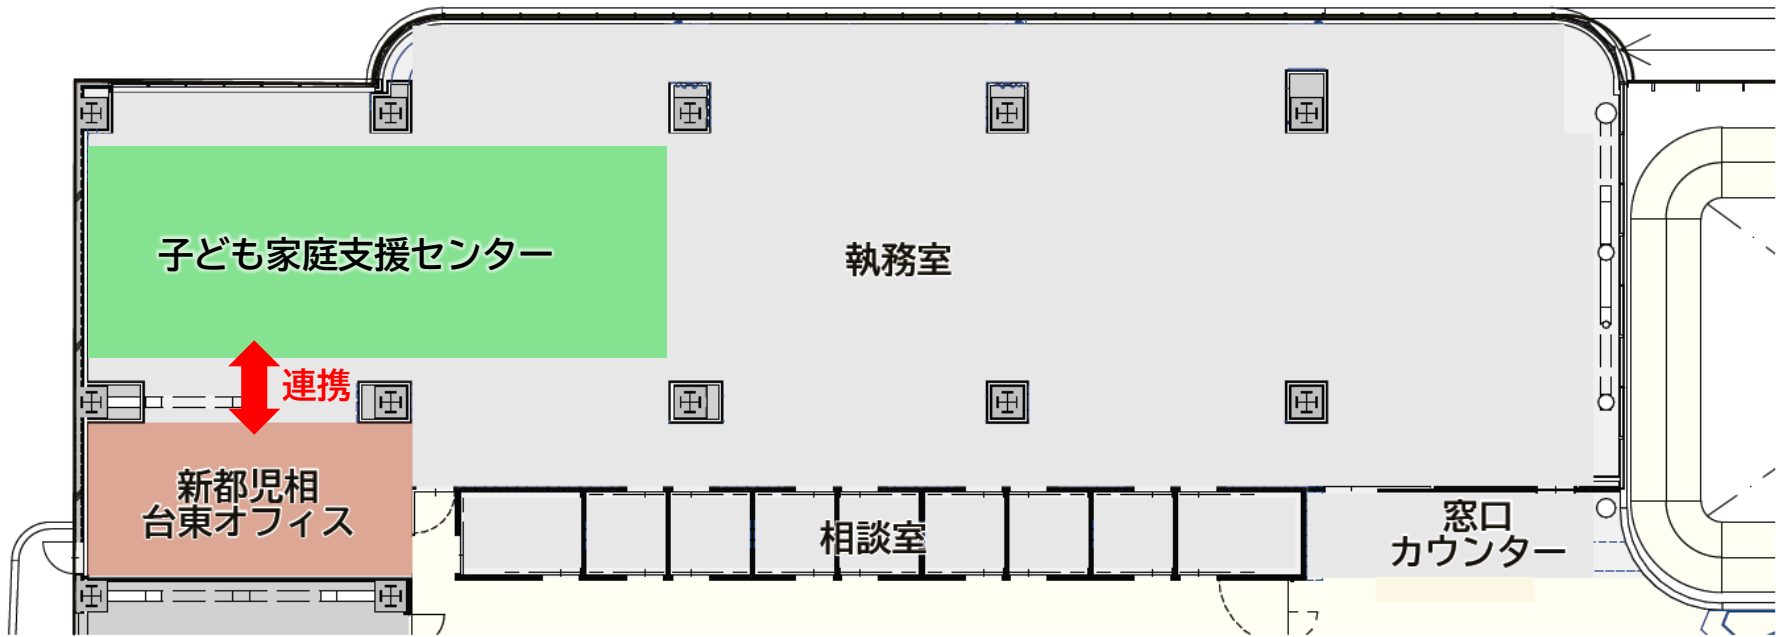 子ども家庭支援センター
執務室
連携
新都児相
台東オフィス
相談室
窓口
カウンター